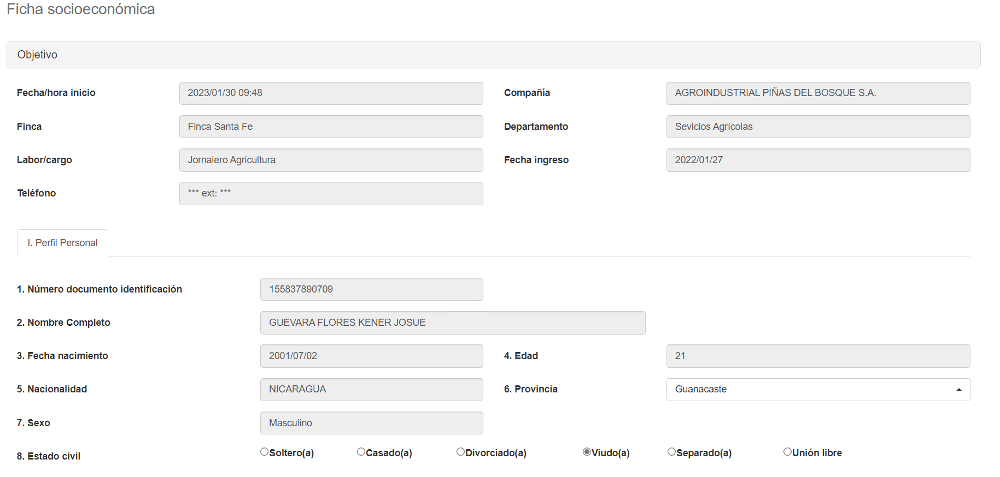 Ficha socioeconómica
Objetivo
Fecha/hora inicio 2023/01/30 09:48 Compañía AGROINDUSTRIAL PIÑAS DEL BOSQUE S.A.
Finca Finca Santa Fe Departamento Sevicios Agrícolas
Labor/cargo Jornalero Agricultura Fecha ingreso 2022/01/27
Teléfono *** ext: ***
I. Perfil Personal
1. Número documento identificación 155837890709
2. Nombre Completo GUEVARA FLORES KENER JOSUE
3. Fecha nacimiento 2001/07/02 4. Edad 21
5. Nacionalidad NICARAGUA 6. Provincia Guanacaste
7. Sexo Masculino
8. Estado civil Soltero(a) Casado(a) Divorciado(a) Viudo(a) Separado(a) Unión libre